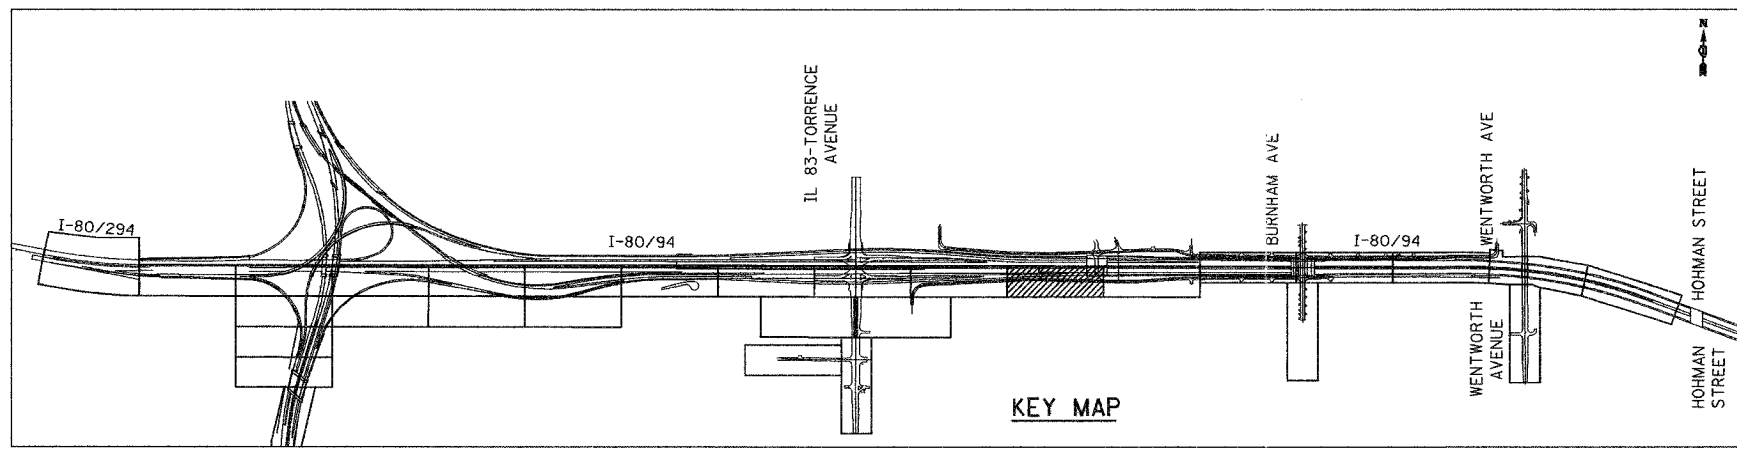 N
IL 83-TORRENCE
AVENUE
BURNHAM AVE
WENTWORTH AVE
HOHMAN STREET
I-80/294
I-80/94
I-80/94
WENTWORTH
AVENUE
HOHMAN
STREET
KEY MAP